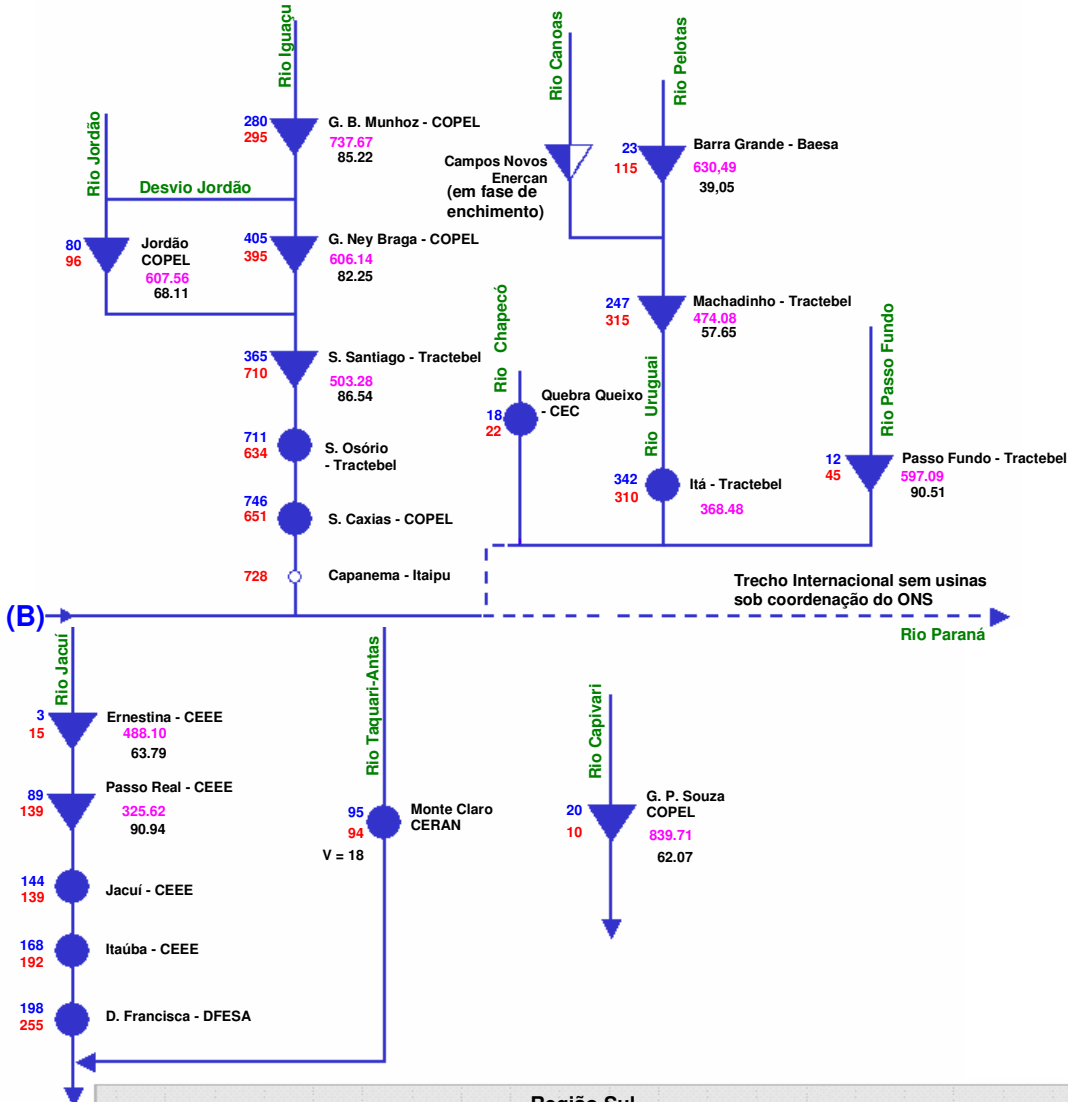 Rio Iguaçu
280
295
G. B. Munhoz - COPEL
737.67
85.22
Rio Jordão
Desvio Jordão
80
96
Jordão
COPEL
607.56
68.11
405
395
G. Ney Braga - COPEL
606.14
82.25
365
710
S. Santiago - Tractebel
503.28
86.54
711
634
S. Osório
- Tractebel
746
651
S. Caxias - COPEL
728
Capanema - Itaipu
Rio Canoas
Campos Novos
Enercan
(em fase de
enchimento)
Rio Pelotas
23
115
Barra Grande - Baesa
630,49
39,05
247
315
Machadinho - Tractebel
474.08
57.65
Rio Chapecó
18
22
Quebra Queixo
- CEC
Rio Uruguai
342
310
Itá - Tractebel
368.48
Rio Passo Fundo
12
45
Passo Fundo - Tractebel
597.09
90.51
Trecho Internacional sem usinas
sob coordenação do ONS
(B)
Rio Paraná
Rio Jacuí
3
15
Ernestina - CEEE
488.10
63.79
89
139
Passo Real - CEEE
325.62
90.94
144
139
Jacuí - CEEE
168
192
Itaúba - CEEE
198
255
D. Francisca - DFESA
Rio Taquari-Antas
95
94
V = 18
Monte Claro
CERAN
Rio Capivari
20
10
G. P. Souza
COPEL
839.71
62.07
Região Sul